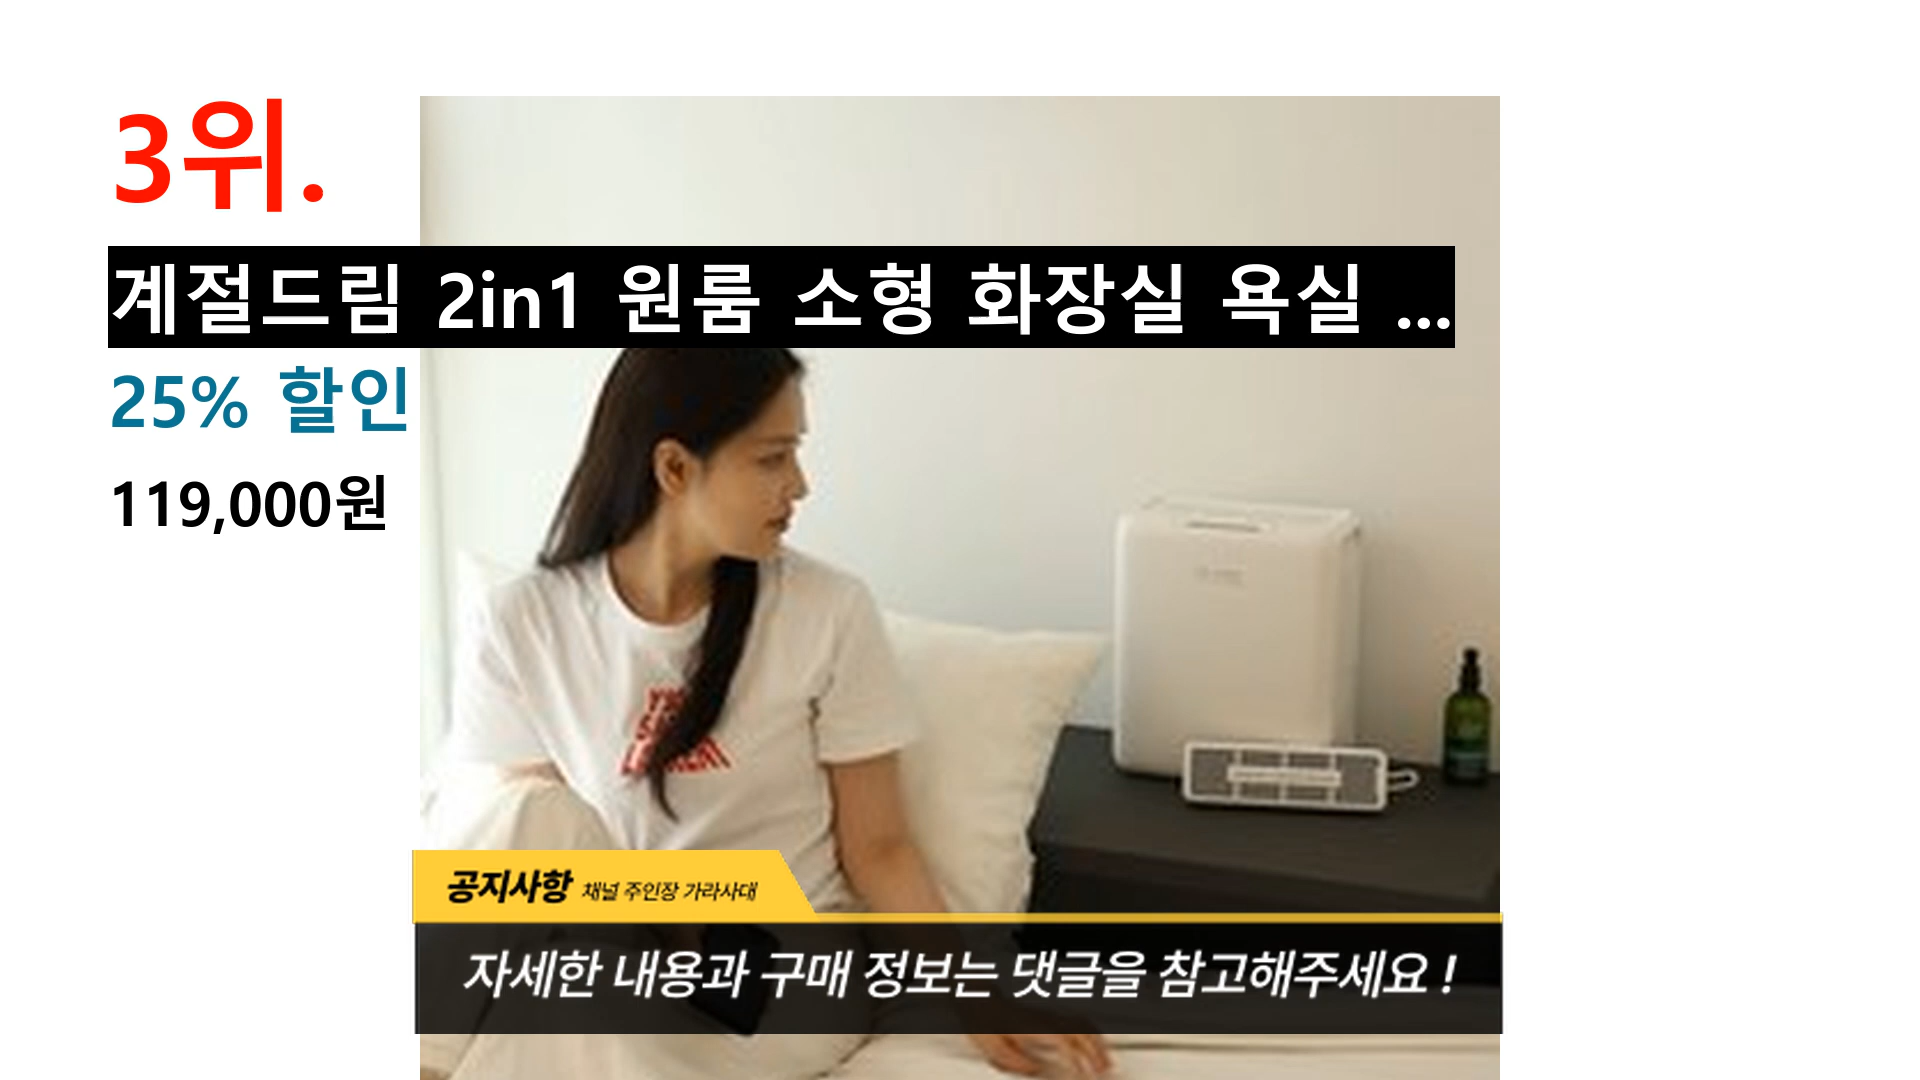 3위.
계절드림 2in1 원룸 소형 화장실 욕실 ...
25% 할인
119,000원
공지사항 채널 주인장 가라사대
자세한 내용과 구매 정보는 댓글을 참고해주세요 !